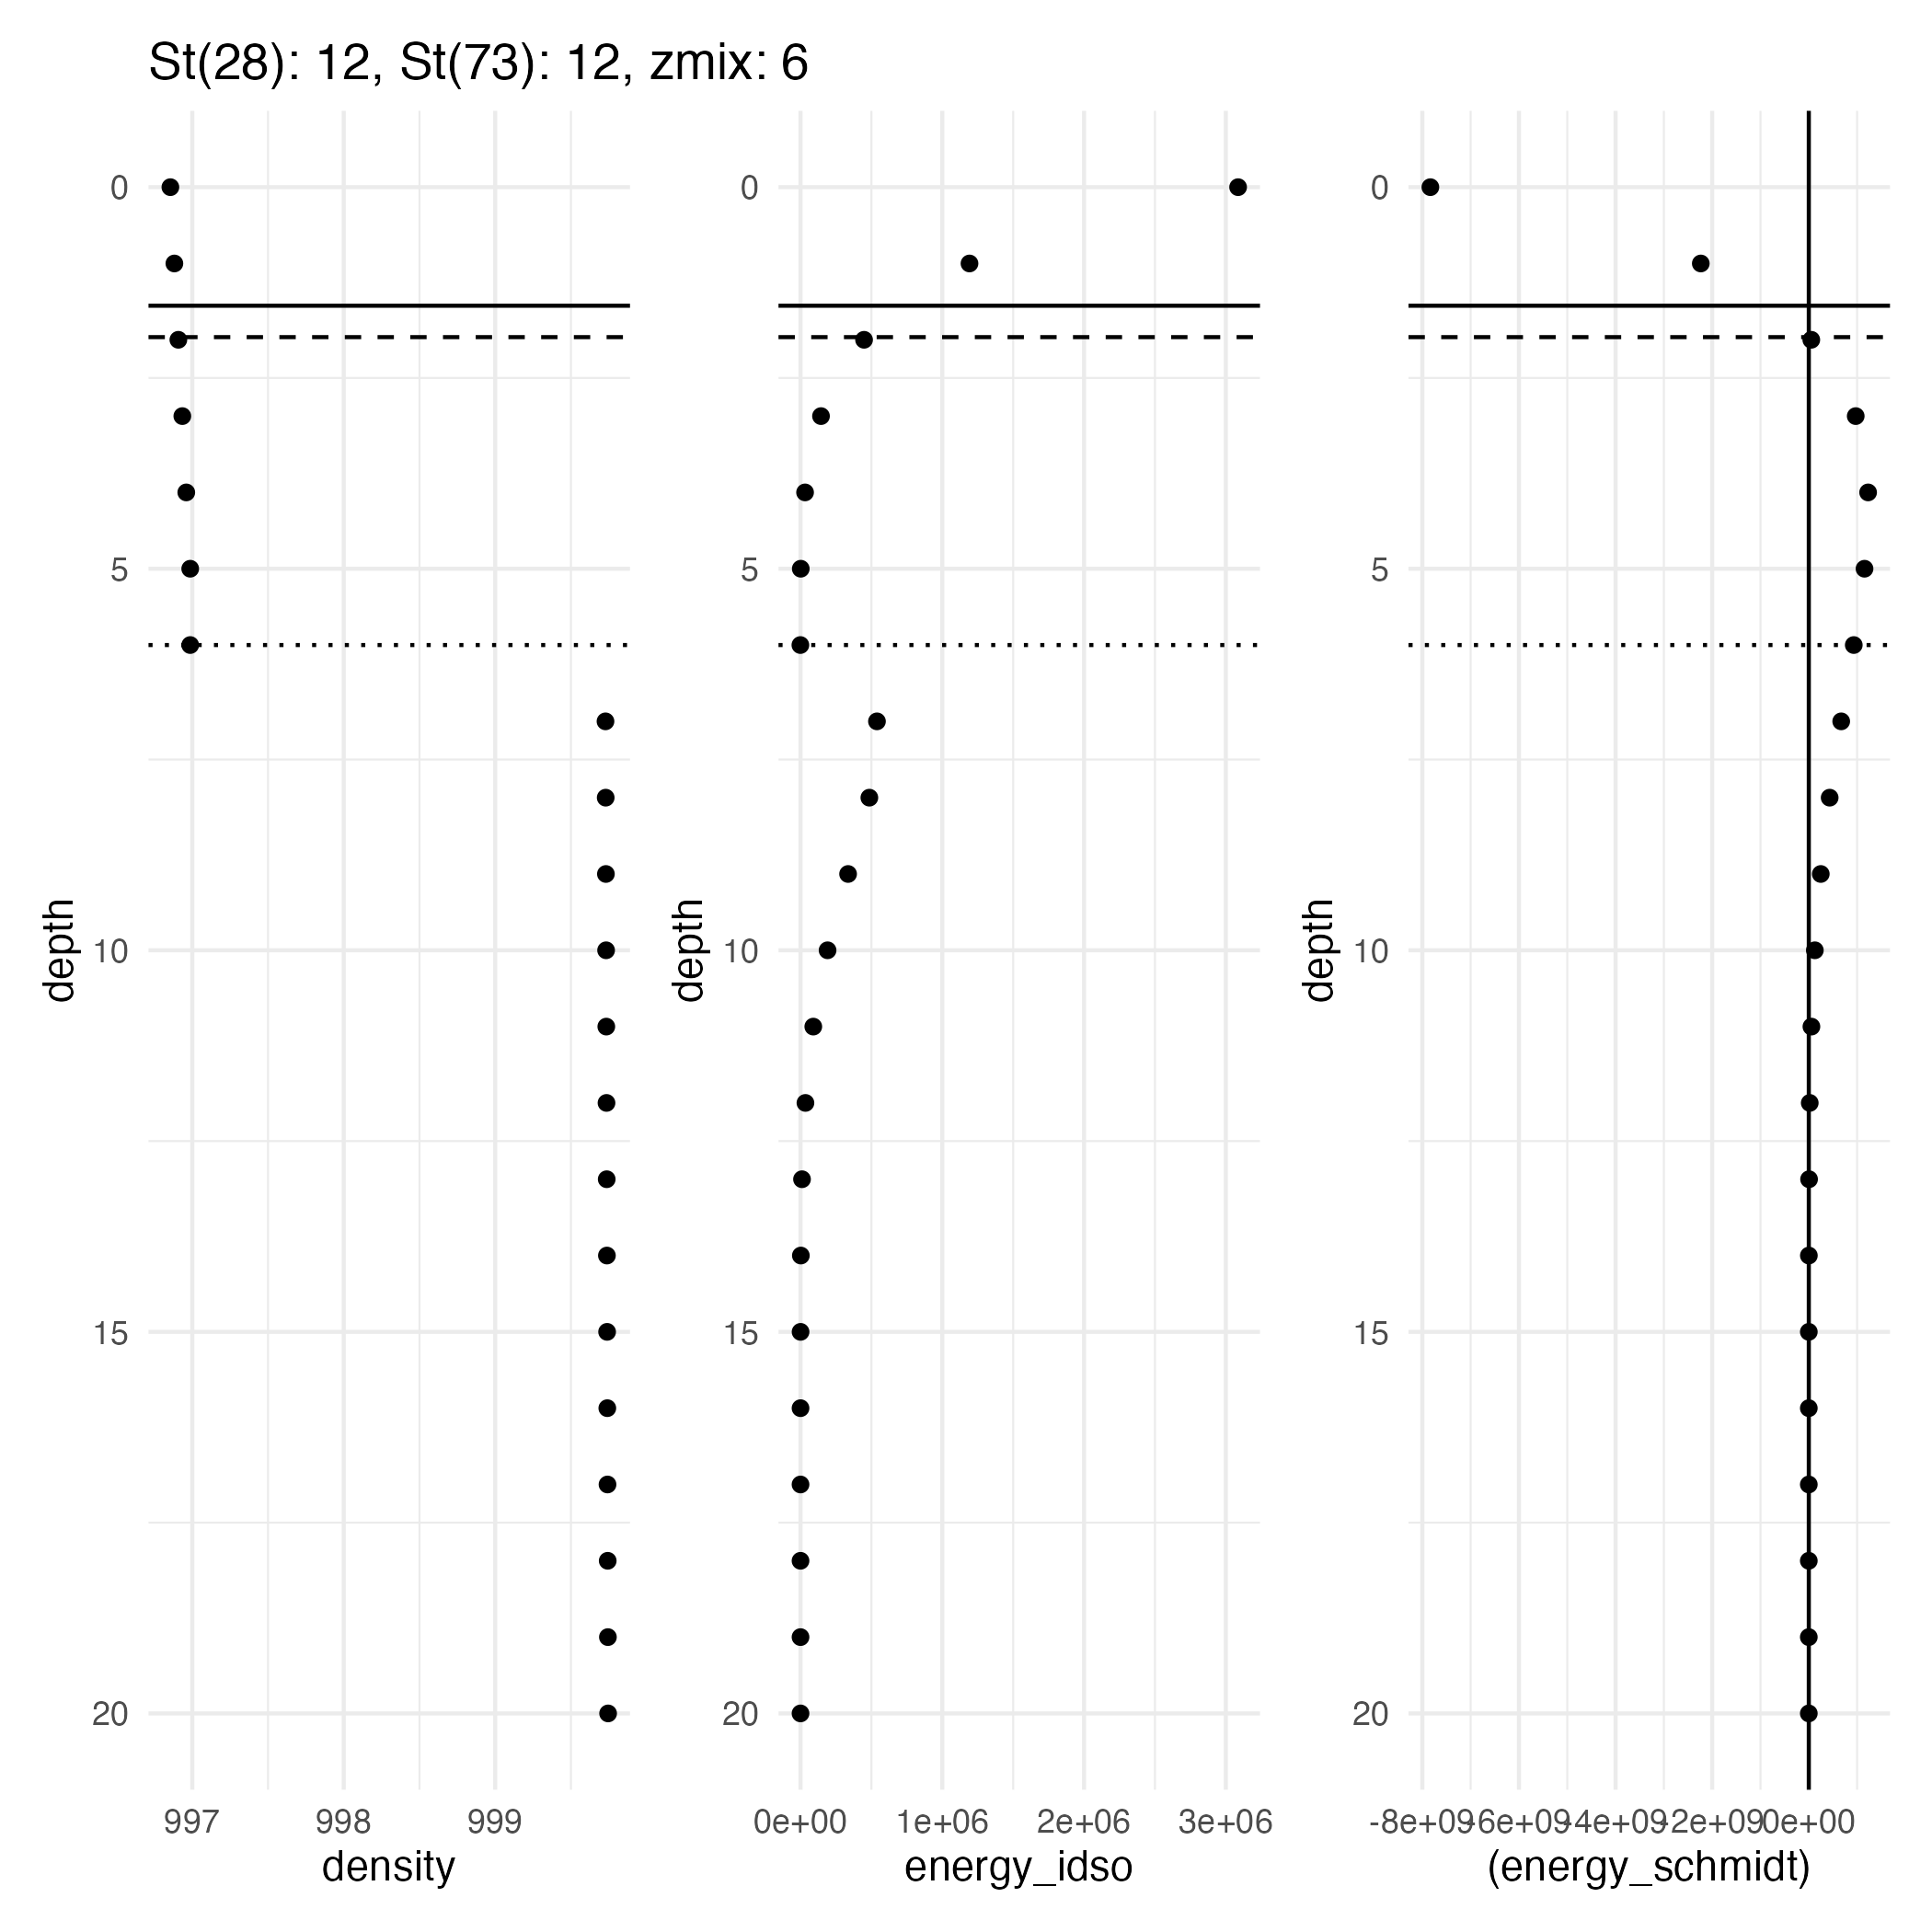 St(28): 12, St(73): 12, zmix: 6
0
5
10
15
20
depth
997 998 999
density
0
5
10
15
20
depth
0e+00 1e+06 2e+06 3e+06
energy_idso
0
5
10
15
20
depth
-8e+09 -6e+09 -4e+09 -2e+09 0e+00
(energy_schmidt)